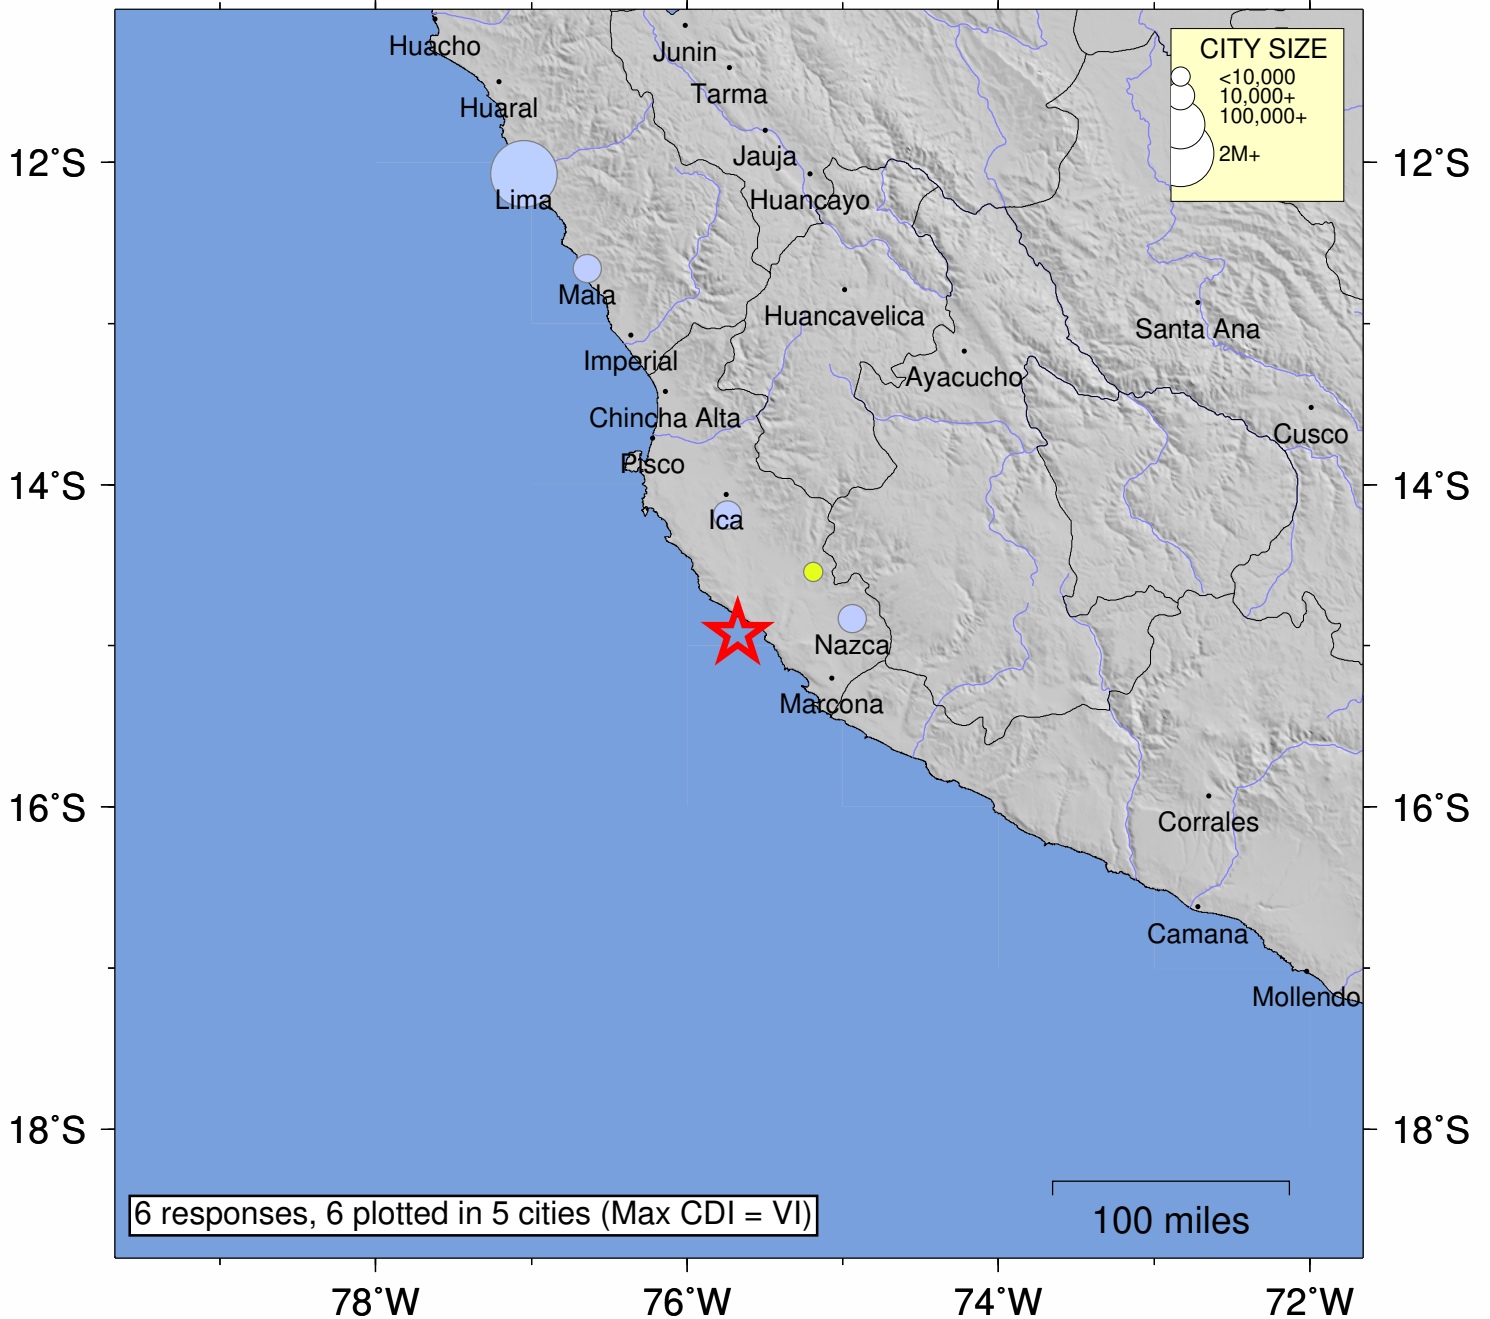 Huacho
Junin
CITY SIZE
<10,000
10,000+
100,000+
2M+
Tarma
Huaral
Jauja
12˚S
12˚S
Lima
Huancayo
Mala
Huancavelica
Santa Ana
Imperial
Ayacucho
Chincha Alta
Cusco
Pisco
14˚S
14˚S
Ica
Nazca
Marcona
16˚S
16˚S
Corrales
Camana
Mollendo
18˚S
18˚S
6 responses, 6 plotted in 5 cities (Max CDI = VI)
100 miles
78˚W
76˚W
74˚W
72˚W